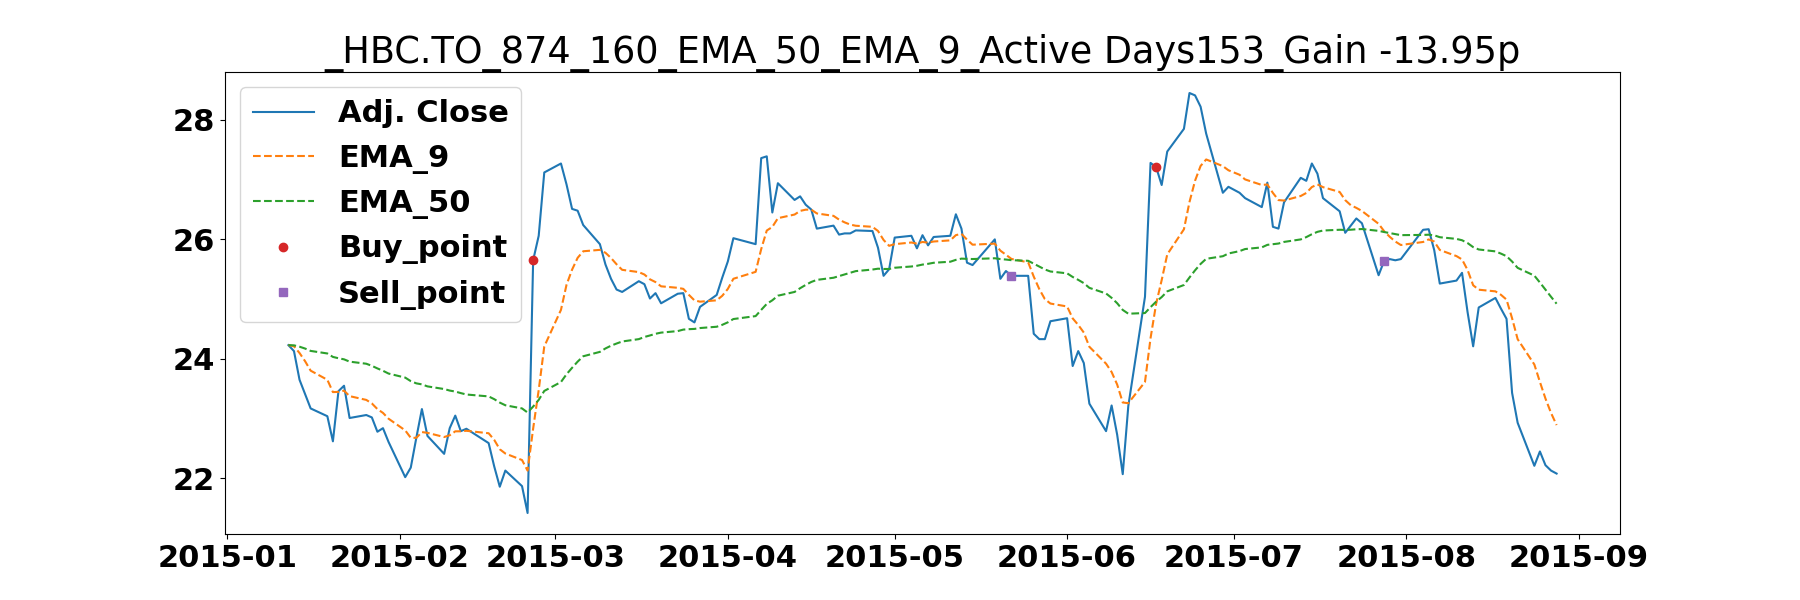 _HBC.TO_874_160_EMA_50_EMA_9_Active Days153_Gain -13.95p
Adj. Close
EMA_9
EMA_50
Buy_point
Sell_point
28
26
24
22
2015-01 2015-02 2015-03 2015-04 2015-05 2015-06 2015-07 2015-08 2015-09